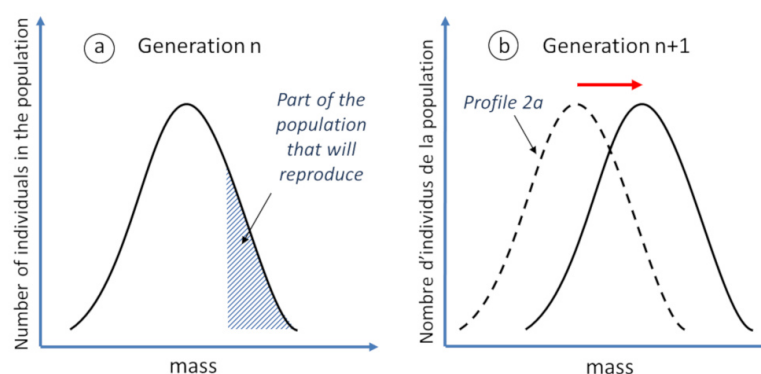 a Generation n
Number of individuals in the population
Part of the
population
that will
reproduce
mass
b Generation n+1
Nombre d'individus de la population
Profile 2a
mass